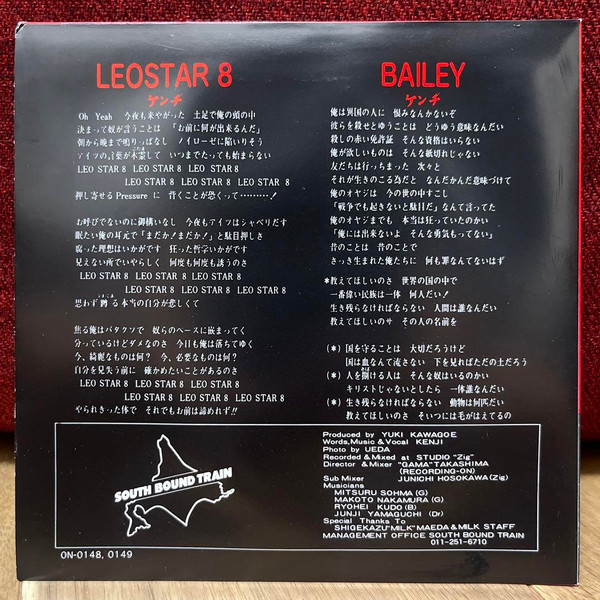 LEOSTAR 8
ケンヂ
Oh Yeah 今夜も来やがった 土足で俺の頭の中
決まって奴が言うことは 「お前に何が出来るんだ」
朝から晩まで鳴りっぱなし ノイローゼに陥りそう
アイツの言葉が木霊して いつまでたっても始まらない
LEO STAR 8 LEO STAR 8 LEO STAR 8
LEO STAR 8 LEO STAR 8 LEO STAR 8
押し寄せる Pressure に 背くことが恐くって………!
お呼びでないのに御構いなし 今夜もアイツはシャベリだす
眠たい俺の耳元で 「まだか!まだか!」と駄目押しさ
腐った理想はいかがです 狂った哲学いかがです
見えない所でいやらしく 何度も何度も誘うのさ
LEO STAR 8 LEO STAR 8 LEO STAR 8
LEO STAR 8 LEO STAR 8 LEO STAR 8
思わず跨る本当の自分が悲しくて
焦る俺はバタクソで 奴らのペースに嵌まってく
分っているけどダメなのさ 今日も俺は落ちてゆく
今、綺麗なものは何? 今、必要なものは何?
自分を見失う前に 確かめたいことがあるのさ
LEO STAR 8 LEO STAR 8 LEO STAR 8
LEO STAR 8 LEO STAR 8 LEO STAR 8
やられきった体で それでもお前は諦めれず!!
BAILEY
ケンヂ
俺は異国の人に 恨みなんかないぞ
彼らを殺せとゆうことは どうゆう意味なんだい
殺しの赤い免許証 そんな資格はいらない
俺が欲しいものは そんな紙切れじゃない
友だちは行っちまった 次々と
それが生きのこる為だと なんだかんだ意味づけて
俺のオヤジは 今の世の中すこし
「戦争でも起きないと駄目だ」なんて言ってた
俺のオヤジまでも 本当は狂っていたのかい
「俺には出来ないよ そんな勇気もってない」
昔のことは 昔のことで
さっき生まれた俺たちに 何も罪なんてないはず
*教えてほしいのさ 世界の国の中で
一番偉い民族は一体 何人だい!
生き残らなければならない 人間は誰なんだい
教えてほしいのサ その人の名前を
(*) 国を守ることは 大切だろうけど
国は血なんて流さない 下を見ればただの土だろう
(*) 人を裁ける人は そんな奴はいるのかい
キリストじゃないとしたら 一体誰なんだい
(*) 生き残らなければならない 動物は何匹だい
教えてほしいのさ そいつには毛がはえてるの
SOUTH BOUND TRAIN
ON-0148, 0149
Produced by YUKI KAWAGOE
Words,Music & Vocal KENJI
Photo by UEDA
Recorded & Mixed at STUDIO "Zig"
Director & Mixer "GAMA" TAKASHIMA
(RECORDING-ON)
Sub Mixer JUNICHI HOSOKAWA(Zig)
Musicians
MITSURU SOHMA(G)
MAKOTO NAKAMURA(G)
RYOHEI KUDO(B)
JUNJI YAMAGUCHI(Dr)
Special Thanks To
SHIGEKAZU"MILK"MAEDA & MILK STAFF
MANAGEMENT OFFICE SOUTH BOUND TRAIN
011-251-6710